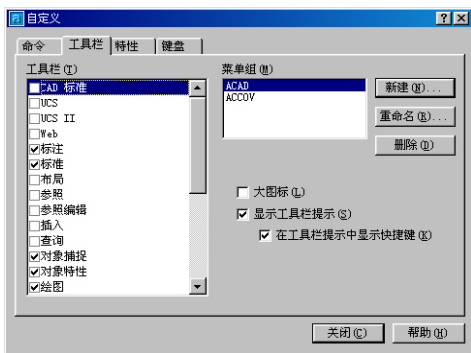 自定义
命令 工具栏 特性 键盘
工具栏(T)
CAD 标准
UCS
UCS II
Web
标注
标准
布局
参照
参照编辑
插入
查询
对象捕捉
对象特性
绘图
菜单组(M)
ACAD
ACCOV
新建(N)...
重命名(R)...
删除(D)
大图标(L)
显示工具栏提示(S)
在工具栏提示中显示快捷键(K)
关闭(C) 帮助(H)